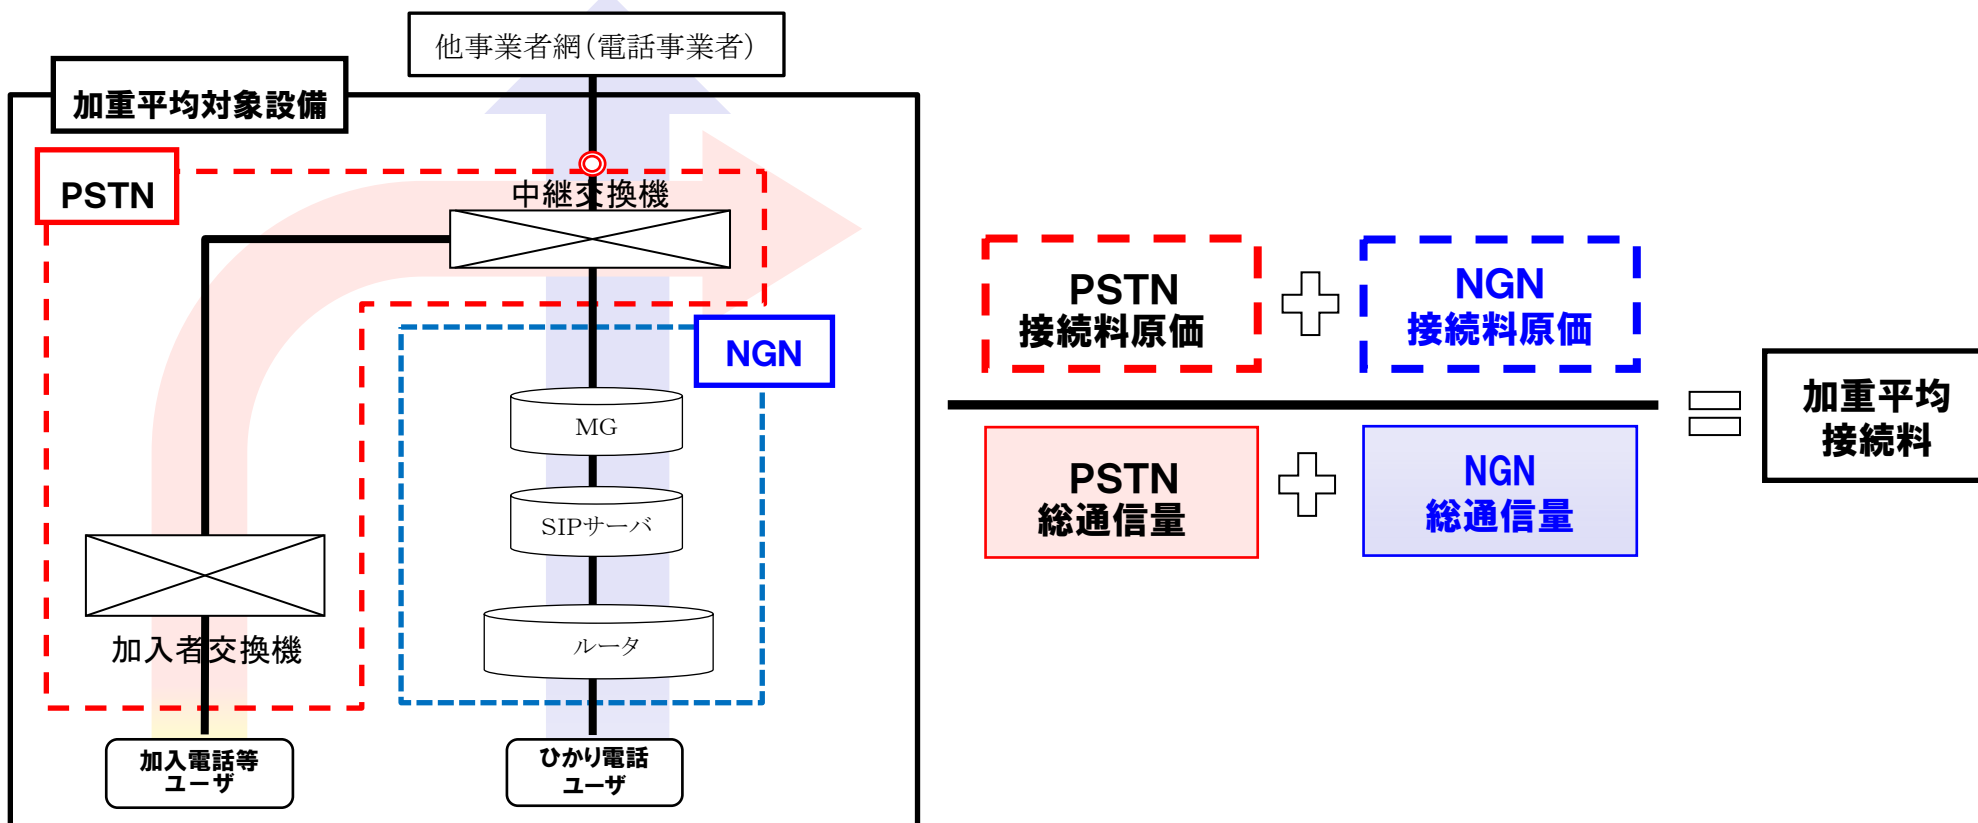 他事業者網(電話事業者)
加重平均対象設備
PSTN
中継交換機
NGN
MG
SIPサーバ
ルータ
加入者交換機
加入電話等
ユーザ
ひかり電話
ユーザ
PSTN
接続料原価
NGN
接続料原価
PSTN
総通信量
NGN
総通信量
加重平均
接続料